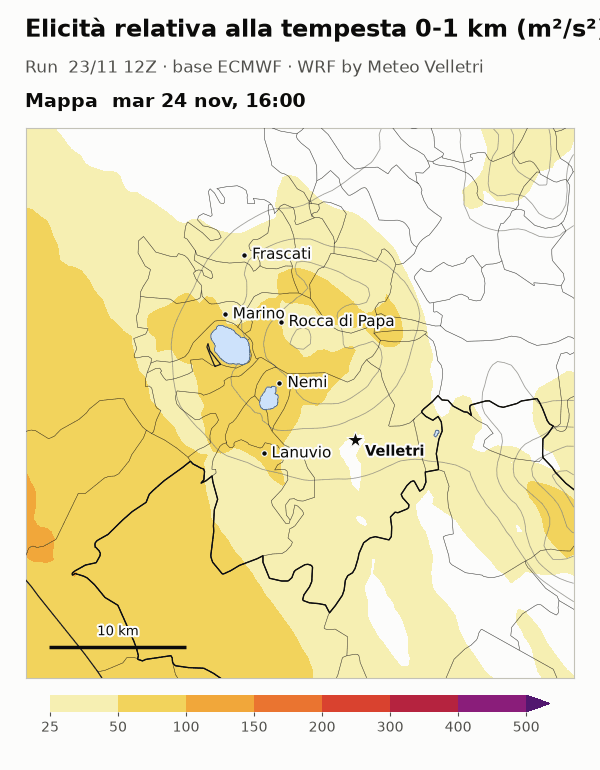 Elicità relativa alla tempesta 0-1 km (m²/s²)
Run 23/11 12Z · base ECMWF · WRF by Meteo Velletri
Mappa mar 24 nov, 16:00
Frascati
Marino
Rocca di Papa
Nemi
Velletri
Lanuvio
10 km
25 50 100 150 200 300 400 500